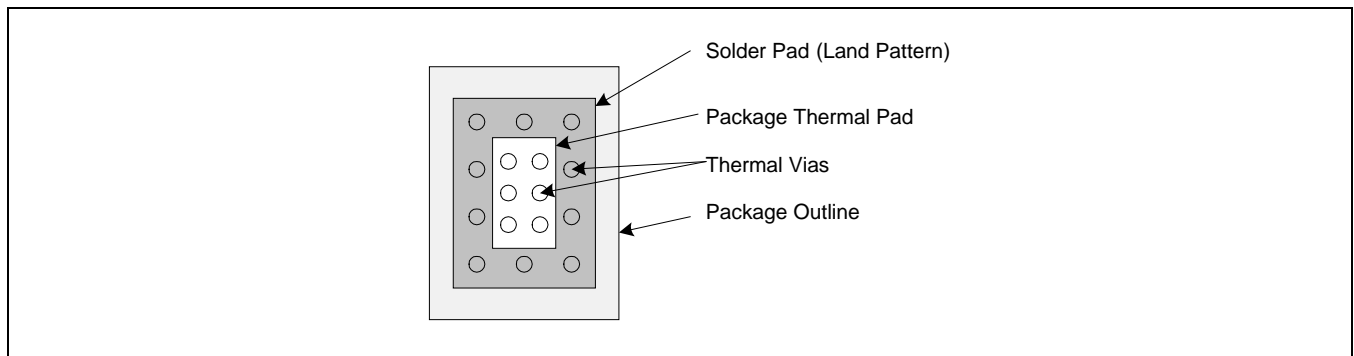 Solder Pad (Land Pattern)
Package Thermal Pad
Thermal Vias
Package Outline